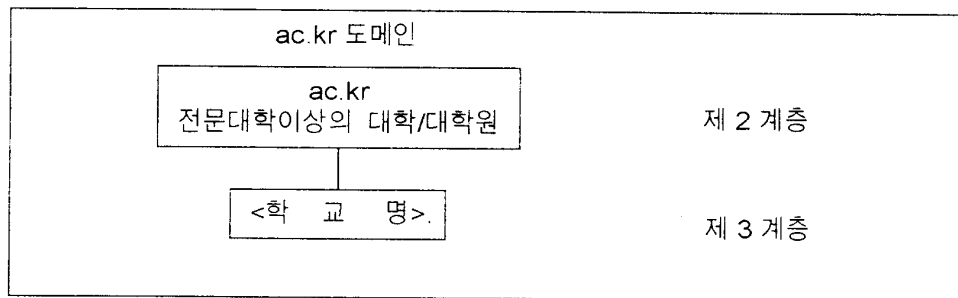 ac.kr 도메인
ac.kr
전문대학이상의 대학/대학원
제 2 계층
<학 교 명>.
제 3 계층